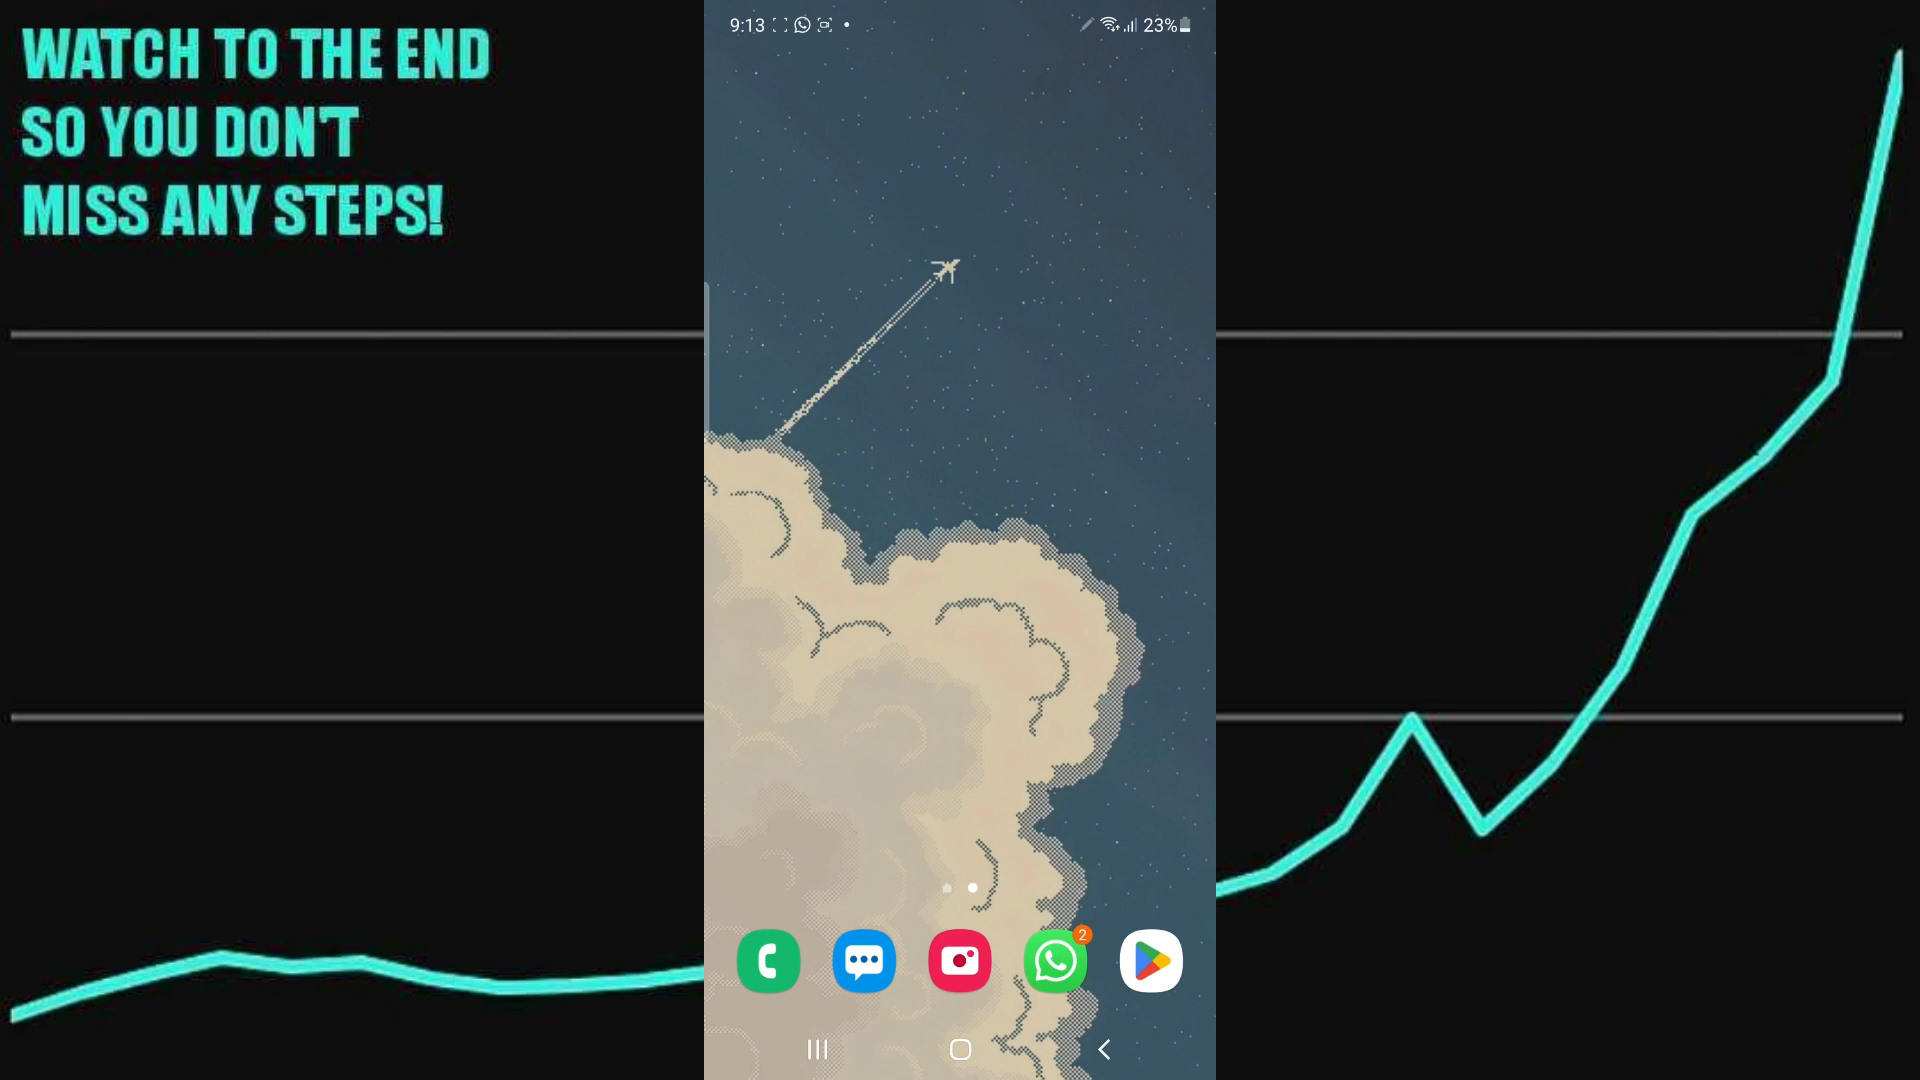 WATCH TO THE END
SO YOU DON'T
MISS ANY STEPS!
9:13
23%
2